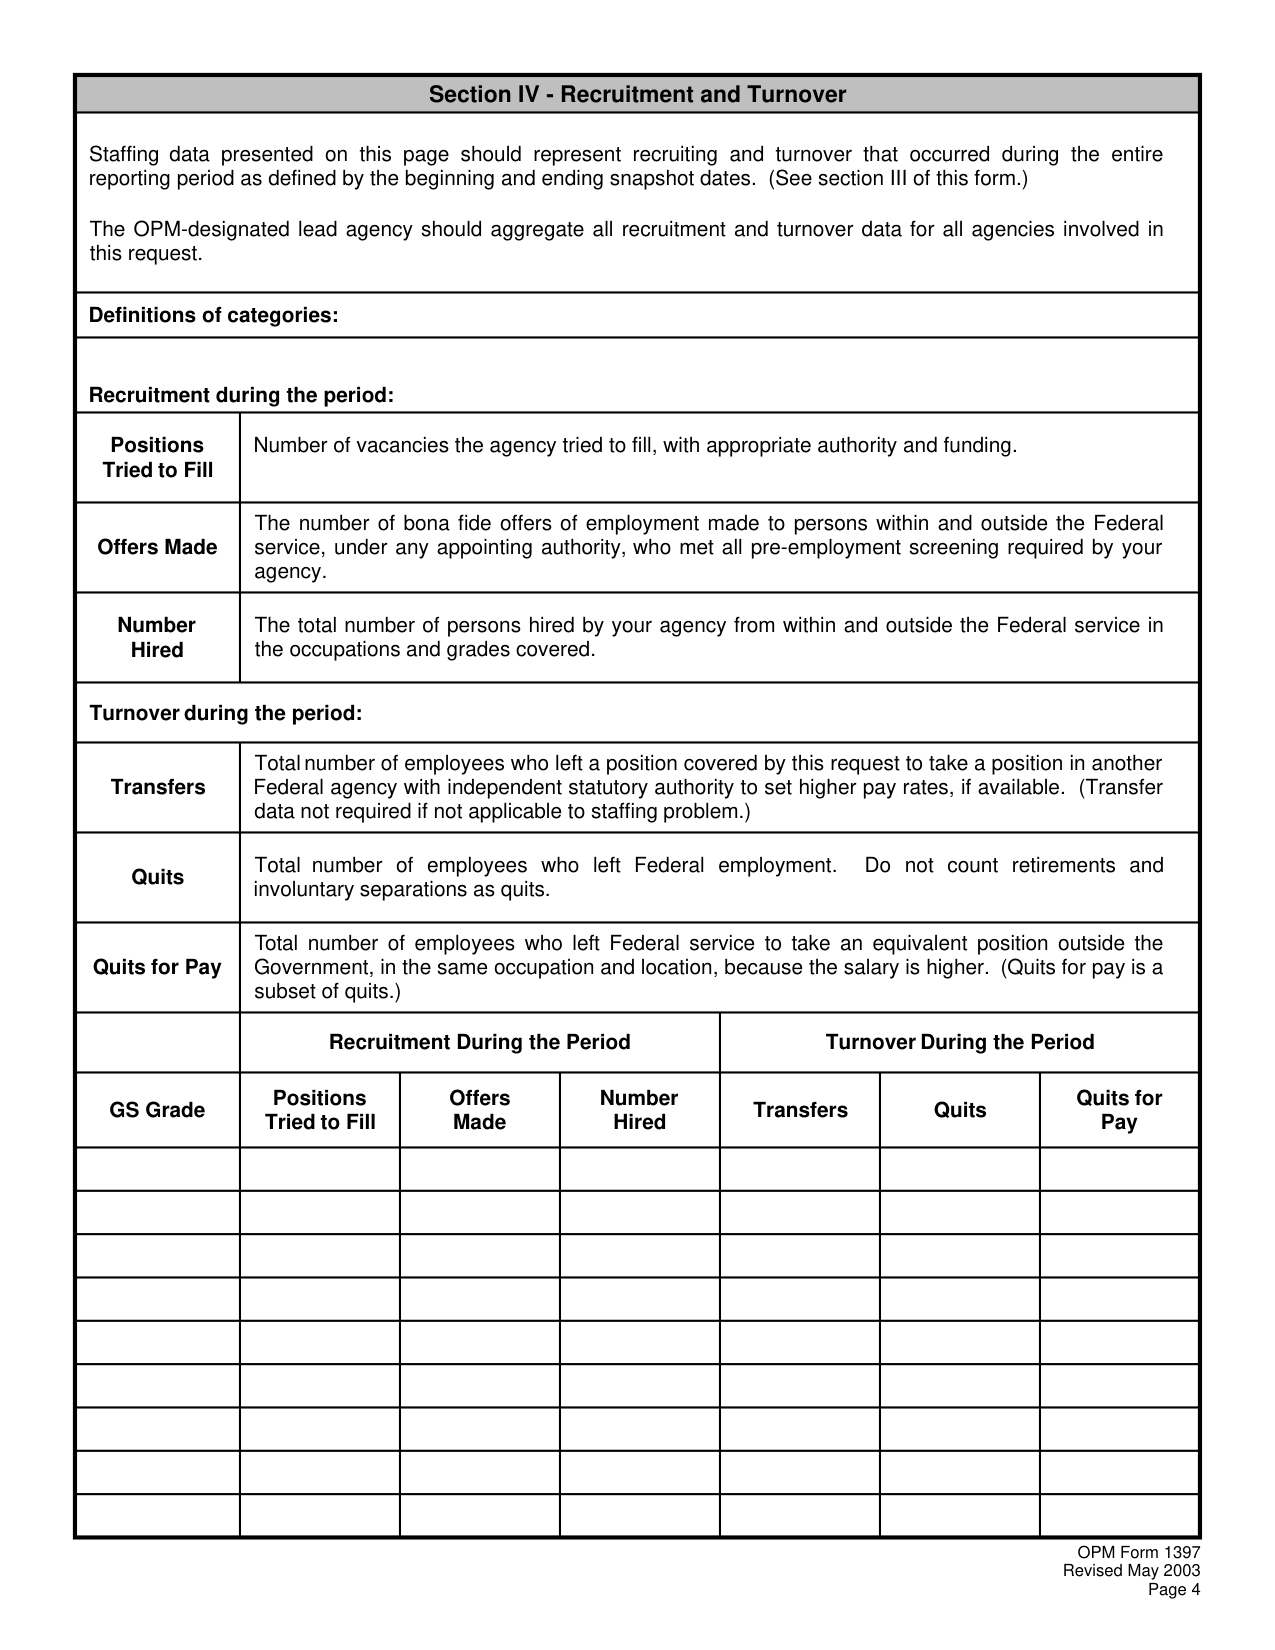 Section IV - Recruitment and Turnover
Staffing data presented on this page should represent recruiting and turnover that occurred during the entire
reporting period as defined by the beginning and ending snapshot dates.  (See section III of this form.)
The OPM-designated lead agency should aggregate all recruitment and turnover data for all agencies involved in
this request.
Definitions of categories:
Recruitment during the period:
Positions
Tried to Fill
Number of vacancies the agency tried to fill, with appropriate authority and funding.
Offers Made
The number of bona fide offers of employment made to persons within and outside the Federal
service, under any appointing authority, who met all pre-employment screening required by your
agency.
Number
Hired
The total number of persons hired by your agency from within and outside the Federal service in
the occupations and grades covered.
Turnover during the period:
Transfers
Total number of employees who left a position covered by this request to take a position in another
Federal agency with independent statutory authority to set higher pay rates, if available.  (Transfer
data not required if not applicable to staffing problem.)
Quits
Total number of employees who left Federal employment.  Do not count retirements and
involuntary separations as quits.
Quits for Pay
Total number of employees who left Federal service to take an equivalent position outside the
Government, in the same occupation and location, because the salary is higher.  (Quits for pay is a
subset of quits.)
Recruitment During the Period
Turnover During the Period
GS Grade
Positions
Tried to Fill
Offers
Made
Number
Hired
Transfers
Quits
Quits for
Pay
OPM Form 1397
Revised May 2003
Page 4